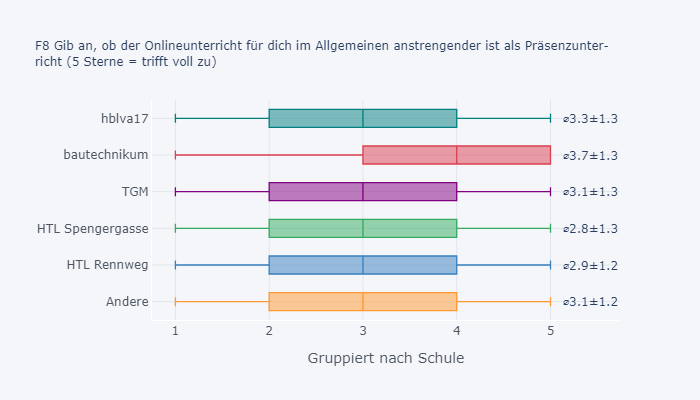 F8 Gib an, ob der Onlineunterricht für dich im Allgemeinen anstrengender ist als Präsenzunter-
richt (5 Sterne = trifft voll zu)
hblva17 ⌀3.3±1.3
bautechnikum ⌀3.7±1.3
TGM ⌀3.1±1.3
HTL Spengergasse ⌀2.8±1.3
HTL Rennweg ⌀2.9±1.2
Andere ⌀3.1±1.2
1 2 3 4 5
Gruppiert nach Schule